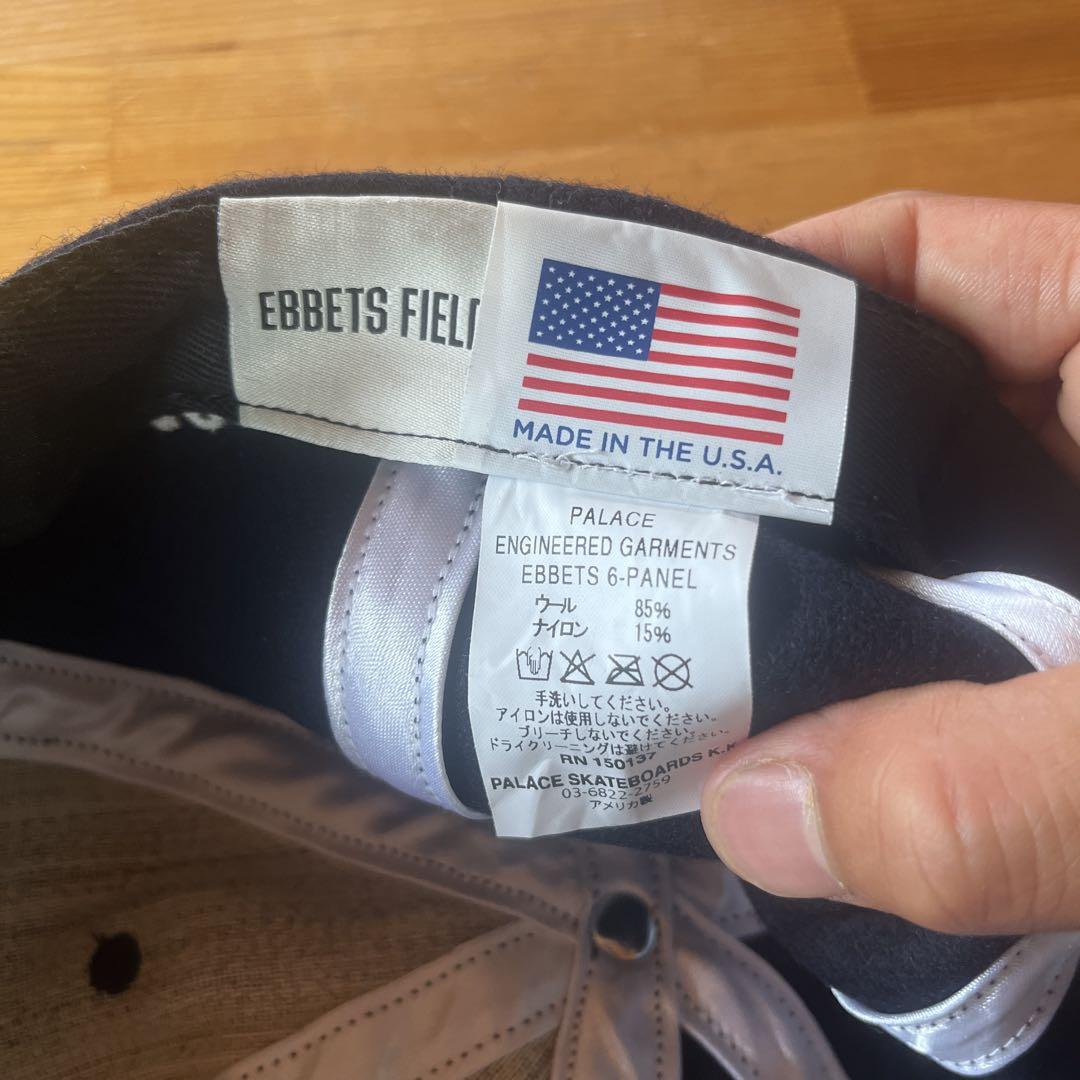 EBBETS FIEL
MADE IN THE U.S.A.
PALACE
ENGINEERED GARMENTS
EBBETS 6-PANEL
ウール 85%
ナイロン 15%
手洗いしてください。
アイロンは使用しないでください。
ブリーチしないでください。
ドライクリーニングは避けてください。
RN 150137
PALACE SKATEBOARDS K.K
03-6822-2759
アメリカ製